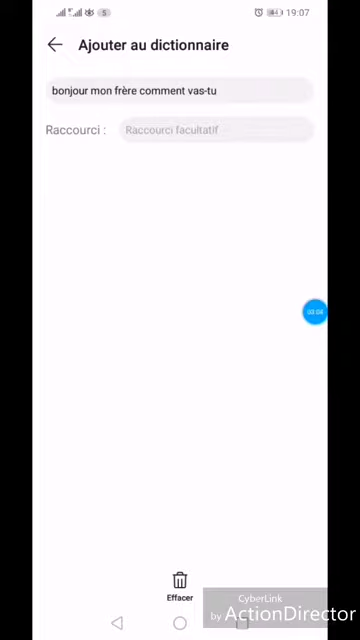 19:07
Ajouter au dictionnaire
bonjour mon frère comment vas-tu
Raccourci :
Raccourci facultatif
Effacer
CyberLink
by ActionDirector